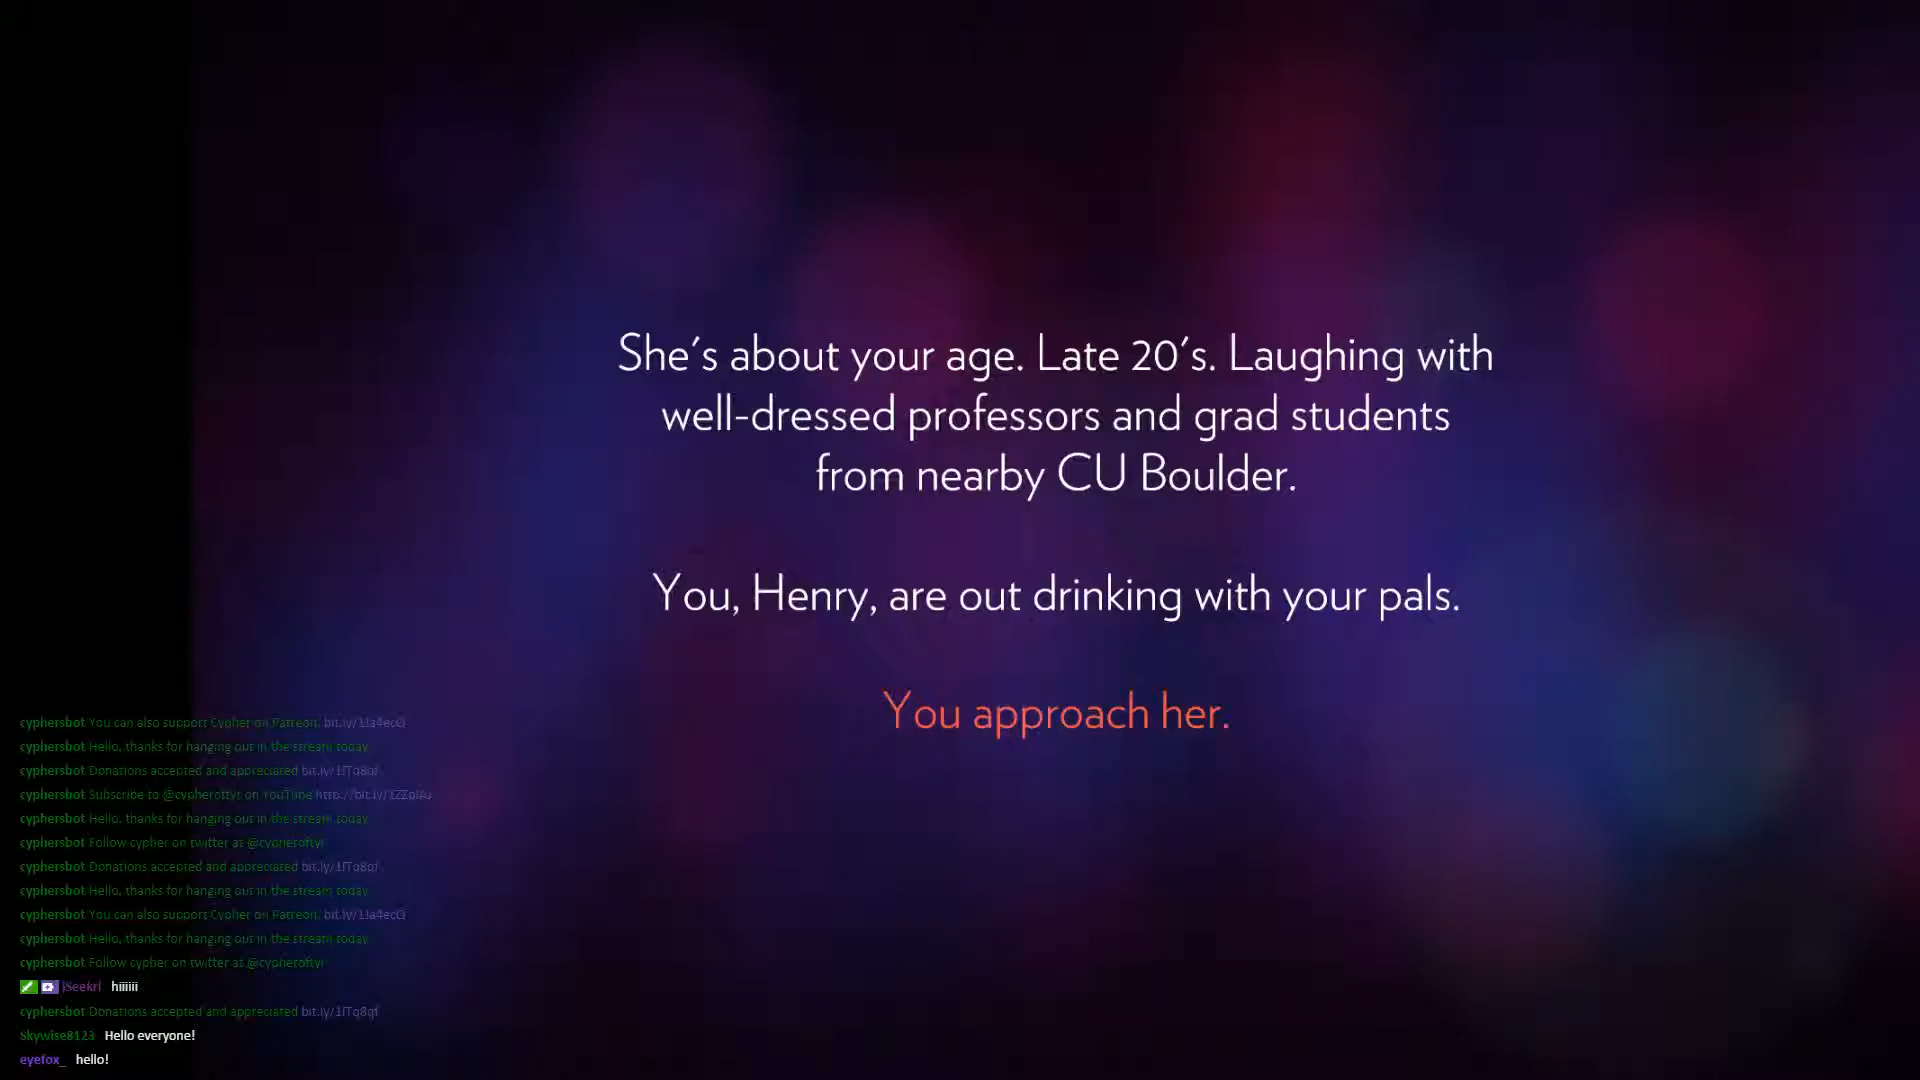 She's about your age. Late 20's. Laughing with
well-dressed professors and grad students
from nearby CU Boulder.
You, Henry, are out drinking with your pals.
You approach her.
cyphersbot You can also support Cypher on Patreon.
cyphersbot Hello, thanks for hanging out in the stream today
cyphersbot Donations accepted and appreciated
cyphersbot Subscribe to @cypheroftyr on YouTube
cyphersbot Hello, thanks for hanging out in the stream today
cyphersbot Follow cypher on twitter at @cypheroftyr
cyphersbot Donations accepted and appreciated
cyphersbot Hello, thanks for hanging out in the stream today
cyphersbot You can also support Cypher on Patreon.
cyphersbot Hello, thanks for hanging out in the stream today
cyphersbot Follow cypher on twitter at @cypheroftyr
hiiiiii
cyphersbot Donations accepted and appreciated
Skywise8123 Hello everyone!
eyefox_ hello!